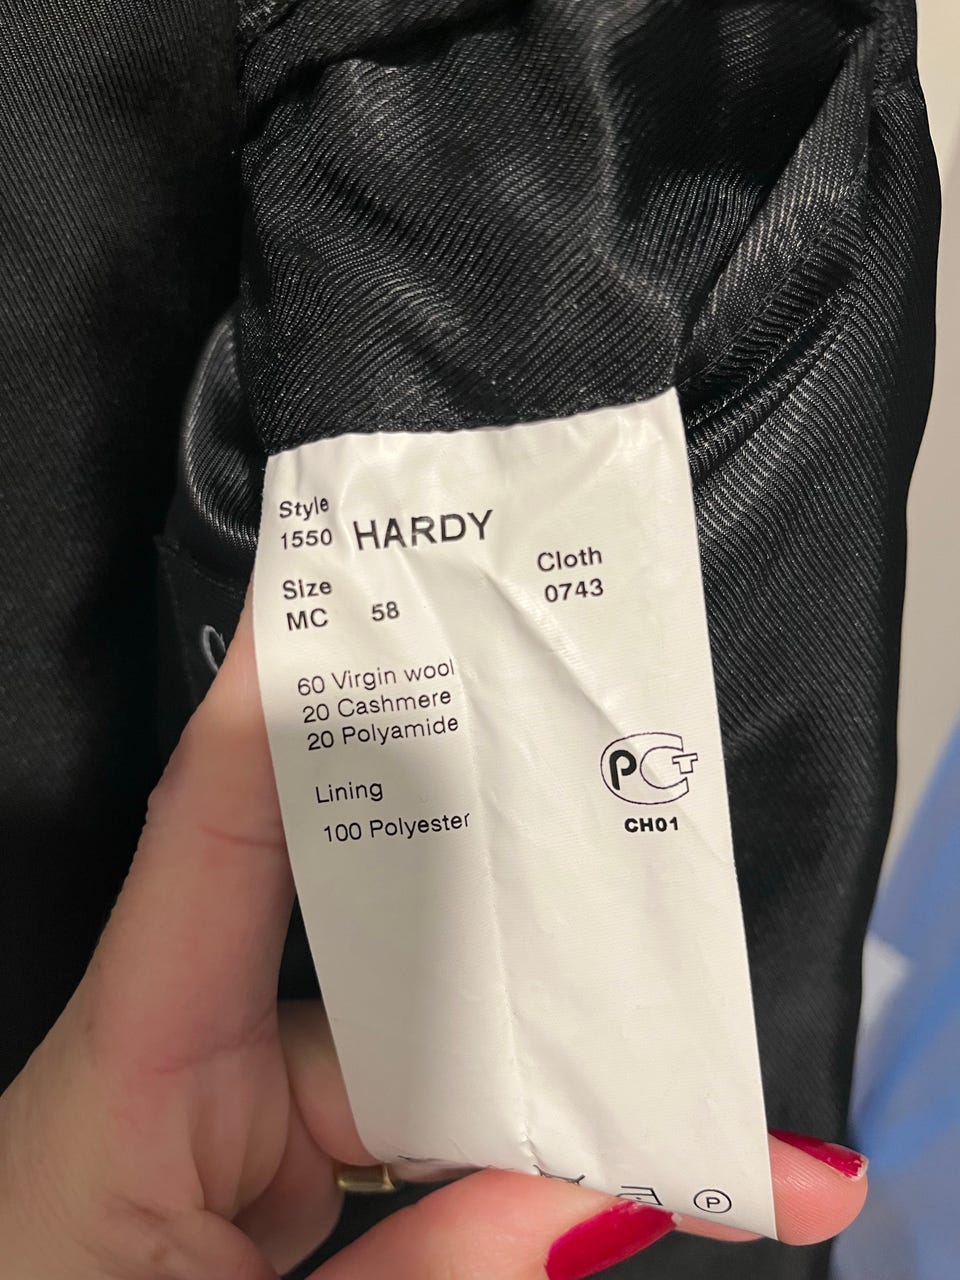 Style
1550 HARDY
Size
MC 58
Cloth
0743
60 Virgin wool
20 Cashmere
20 Polyamide
Lining
100 Polyester
РСТ
CH01
P